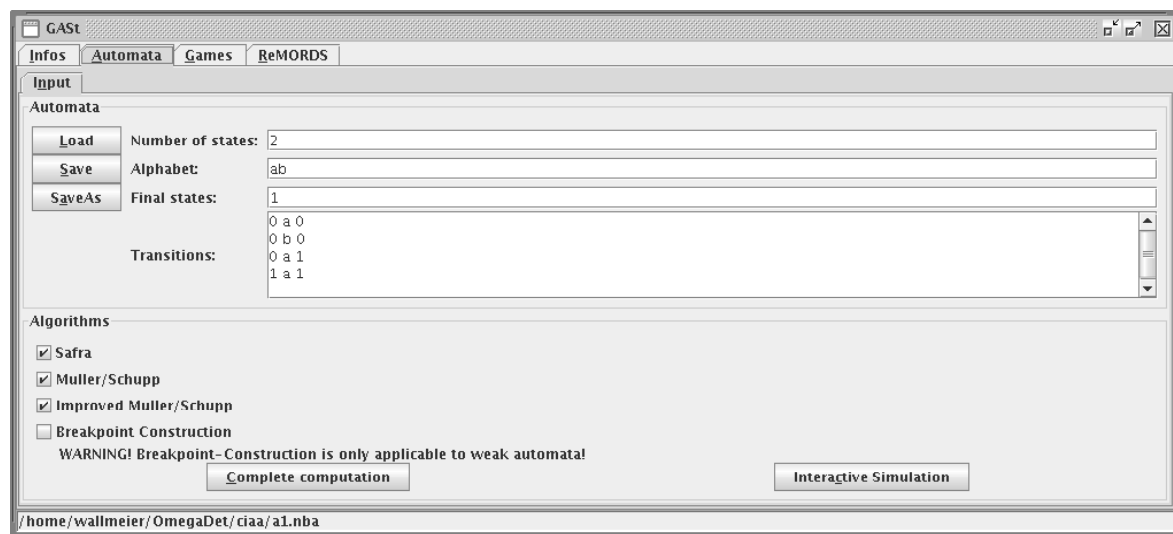 GASt
Infos Automata Games ReMORDS
Input
Automata
Load Number of states: 2
Save Alphabet: ab
SaveAs Final states: 1
Transitions:
0 a 0
0 b 0
0 a 1
1 a 1
Algorithms
Safra
Muller/Schupp
Improved Muller/Schupp
Breakpoint Construction
WARNING! Breakpoint-Construction is only applicable to weak automata!
Complete computation Interactive Simulation
/home/wallmeier/OmegaDet/ciaa/a1.nba